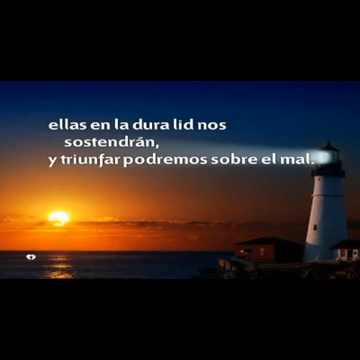 ellas en la dura lid nos
sostendrán,
y triunfar podremos sobre el mal.